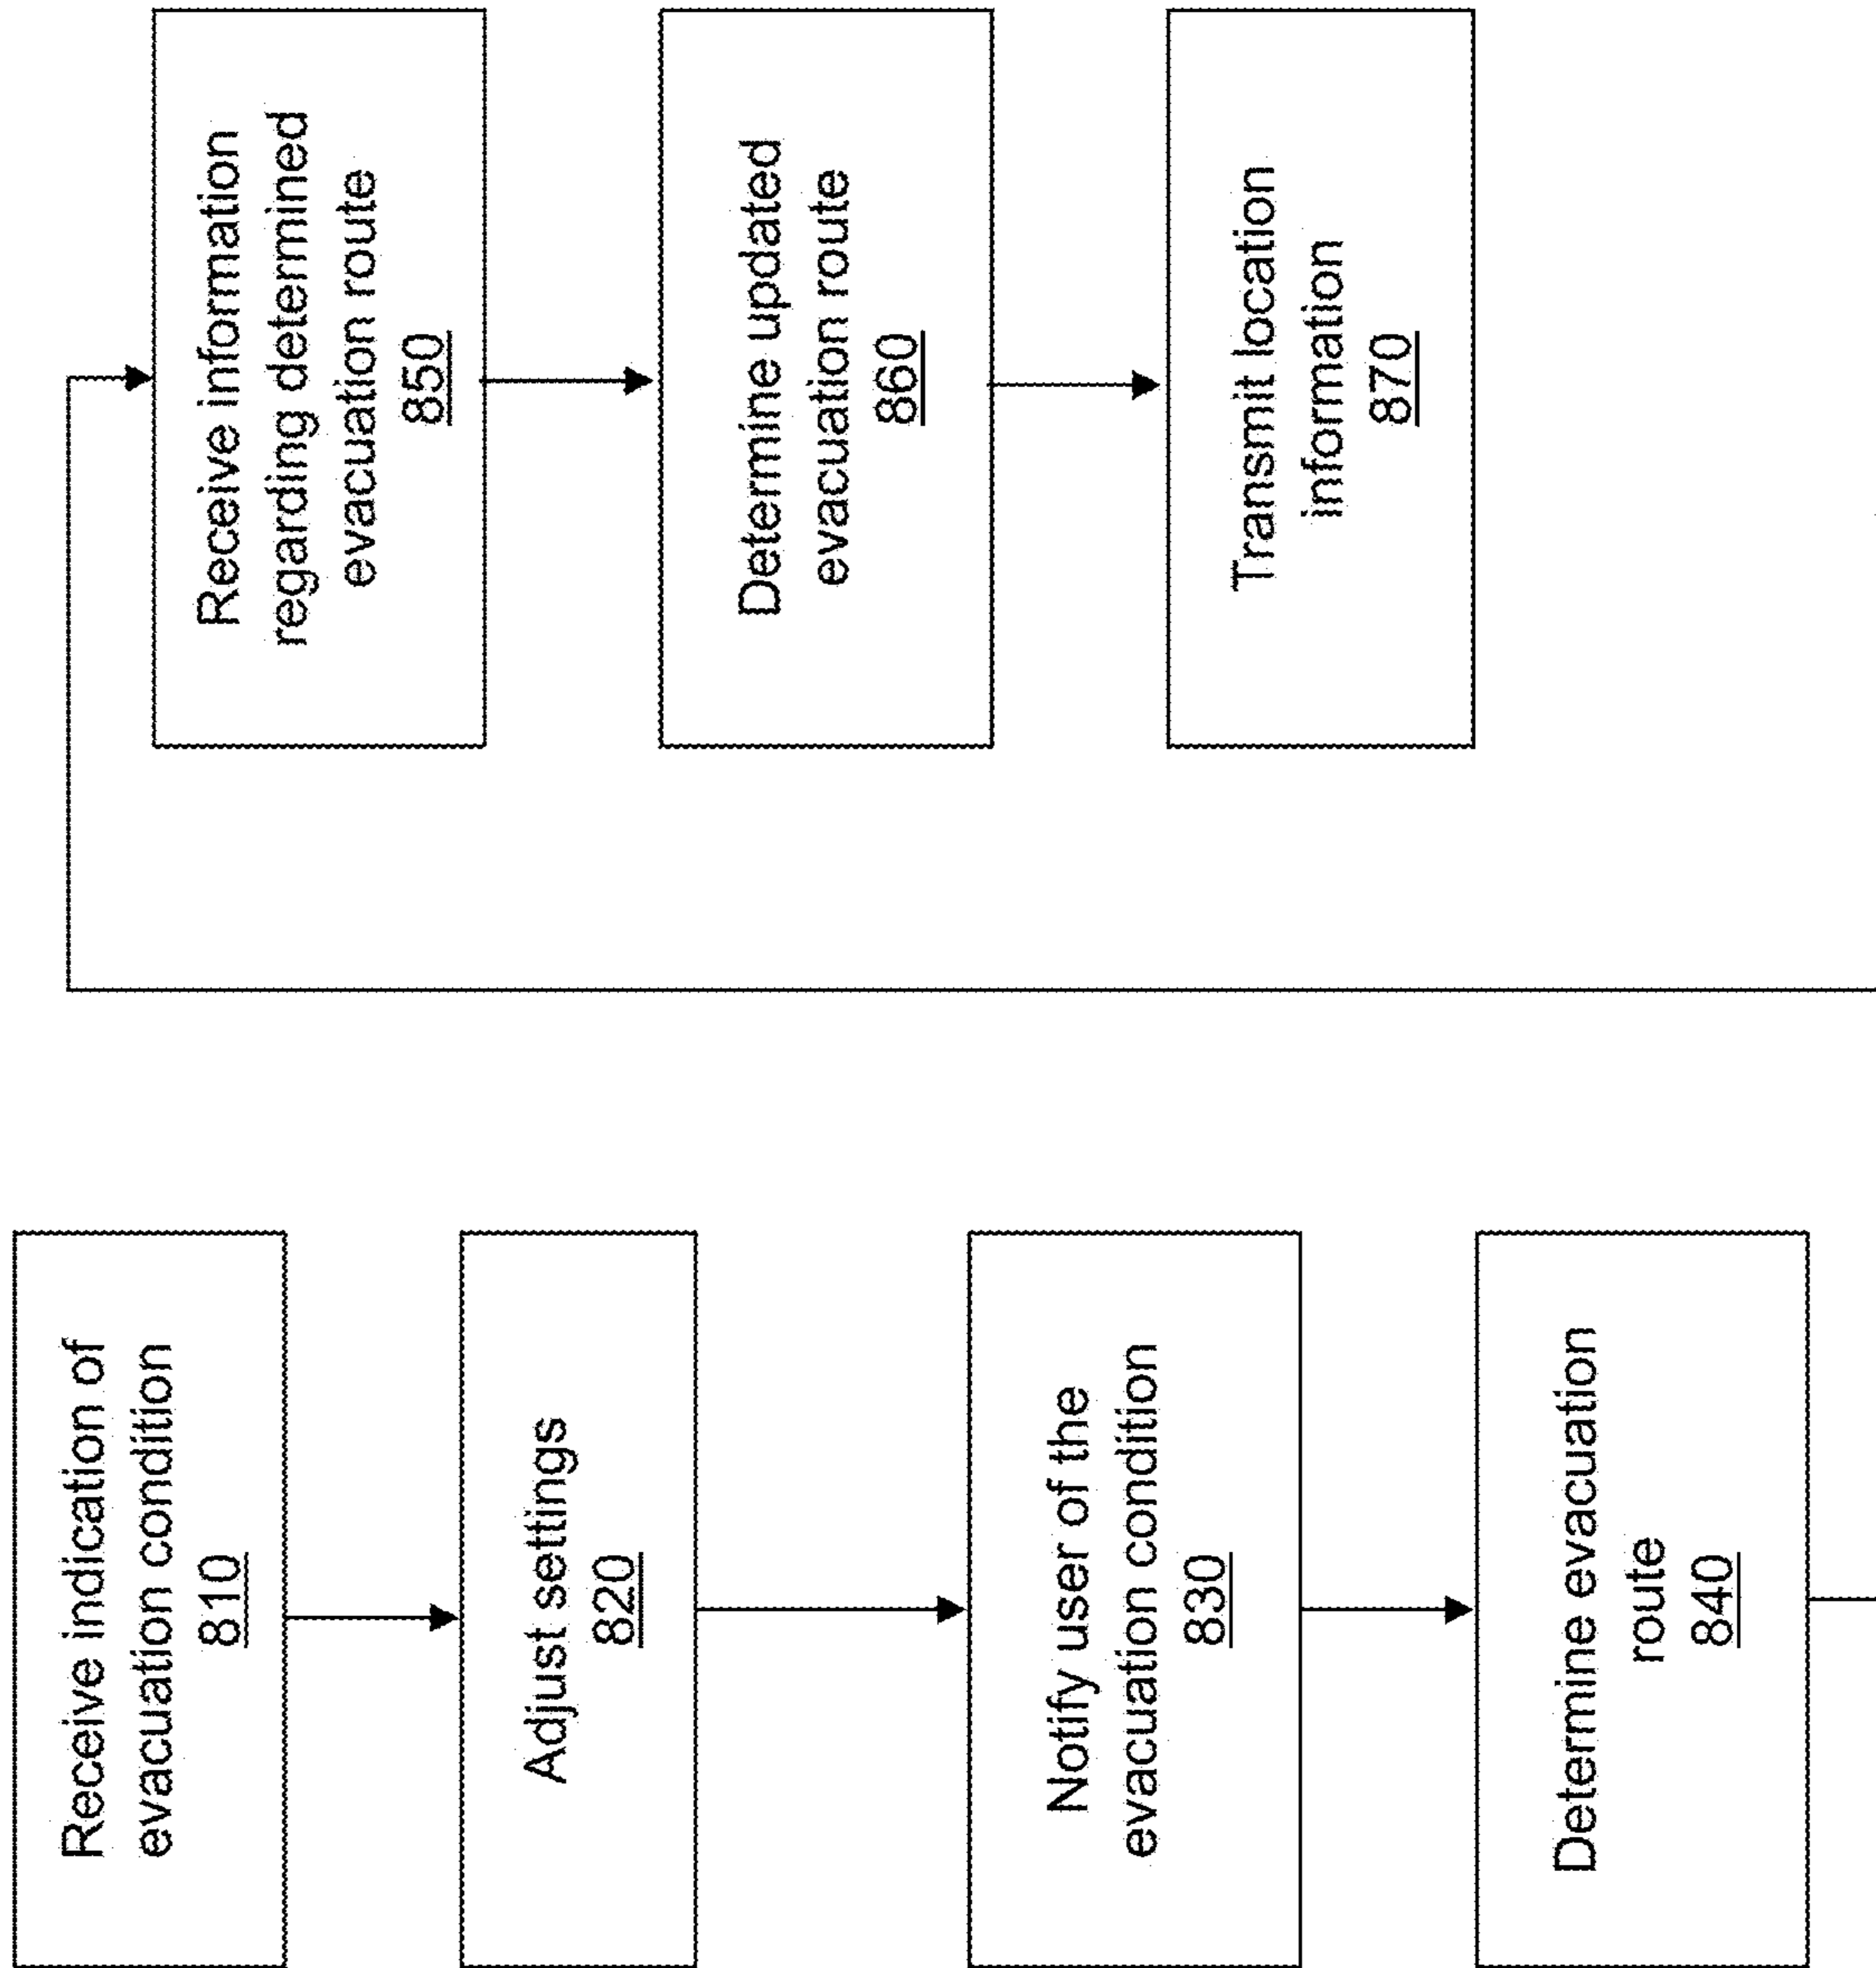 Receive indication of
evacuation condition
810
Adjust settings
820
Notify user of the
evacuation condition
830
Determine evacuation
route
840
Receive information
regarding determined
evacuation route
850
Determine updated
evacuation route
860
Transmit location
information
870